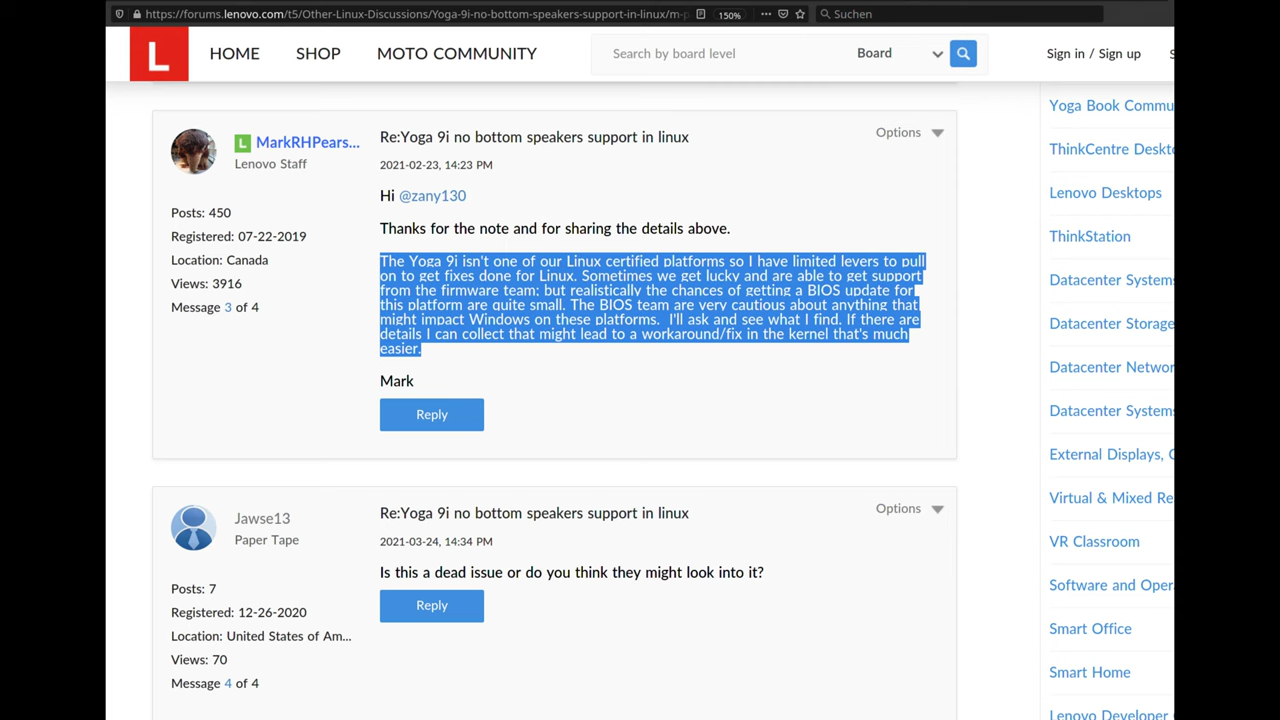 https://forums.lenovo.com/t5/Other-Linux-Discussions/Yoga-9i-no-bottom-speakers-support-in-linux/m-p
150%
Suchen
L
HOME
SHOP
MOTO COMMUNITY
Search by board level
Board
Sign in / Sign up
S
L MarkRHPears...
Lenovo Staff
Posts: 450
Registered: 07-22-2019
Location: Canada
Views: 3916
Message 3 of 4
Re:Yoga 9i no bottom speakers support in linux
Options
2021-02-23, 14:23 PM
Hi @zany130
Thanks for the note and for sharing the details above.
The Yoga 9i isn't one of our Linux certified platforms so I have limited levers to pull
on to get fixes done for Linux. Sometimes we get lucky and are able to get support
from the firmware team; but realistically the chances of getting a BIOS update for
this platform are quite small. The BIOS team are very cautious about anything that
might impact Windows on these platforms.  I'll ask and see what I find. If there are
details I can collect that might lead to a workaround/fix in the kernel that's much
easier.
Mark
Reply
Jawse13
Paper Tape
Posts: 7
Registered: 12-26-2020
Location: United States of Am...
Views: 70
Message 4 of 4
Re:Yoga 9i no bottom speakers support in linux
Options
2021-03-24, 14:34 PM
Is this a dead issue or do you think they might look into it?
Reply
Yoga Book Commu
ThinkCentre Deskto
Lenovo Desktops
ThinkStation
Datacenter Systems
Datacenter Storage
Datacenter Networ
Datacenter Systems
External Displays, C
Virtual & Mixed Re
VR Classroom
Software and Oper
Smart Office
Smart Home
Lenovo Developer